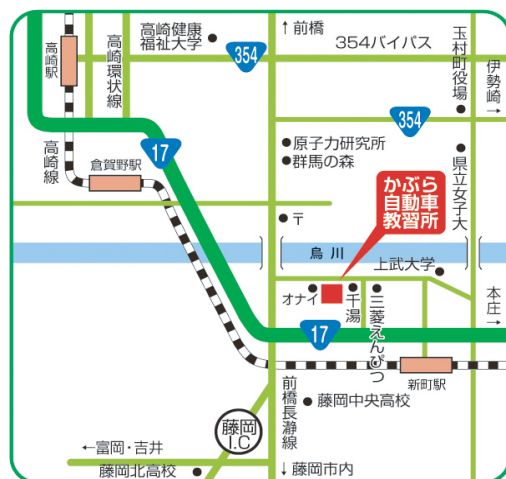 高崎健康
福祉大学
↑前橋
354バイパス
354
玉村町役場
伊勢崎→
高崎駅
高崎環状線
高崎線
17
倉賀野駅
354
原子力研究所
群馬の森
県立女子大
かぶら
自動車
教習所
〒
烏川
上武大学
オナイ
千湯
三菱えんぴつ
本庄→
17
新町駅
前橋長瀞線
藤岡中央高校
藤岡
I.C
←富岡・吉井
藤岡北高校
↓藤岡市内